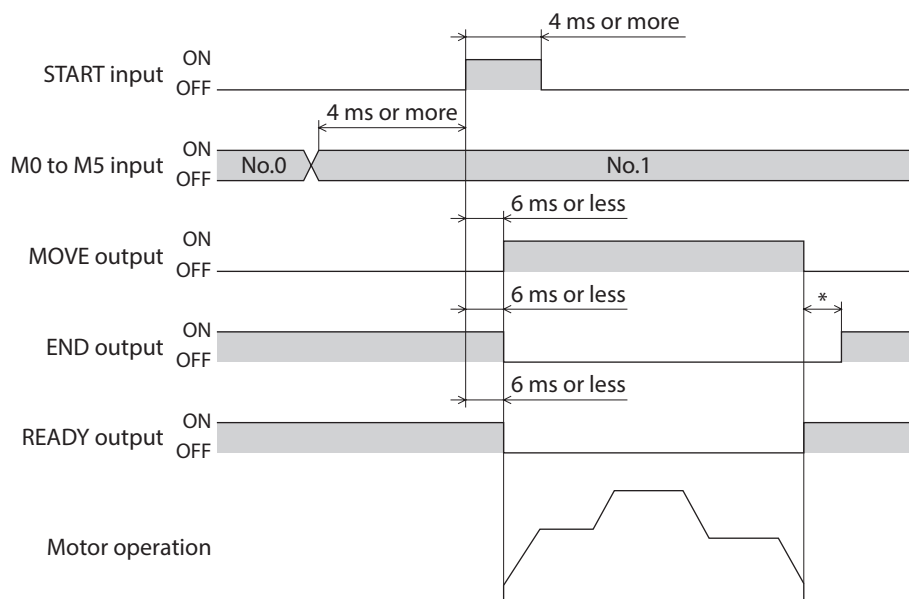 4 ms or more
START input
ON
OFF
4 ms or more
M0 to M5 input
ON
OFF
No.0
No.1
6 ms or less
MOVE output
ON
OFF
6 ms or less
*
END output
ON
OFF
6 ms or less
READY output
ON
OFF
Motor operation